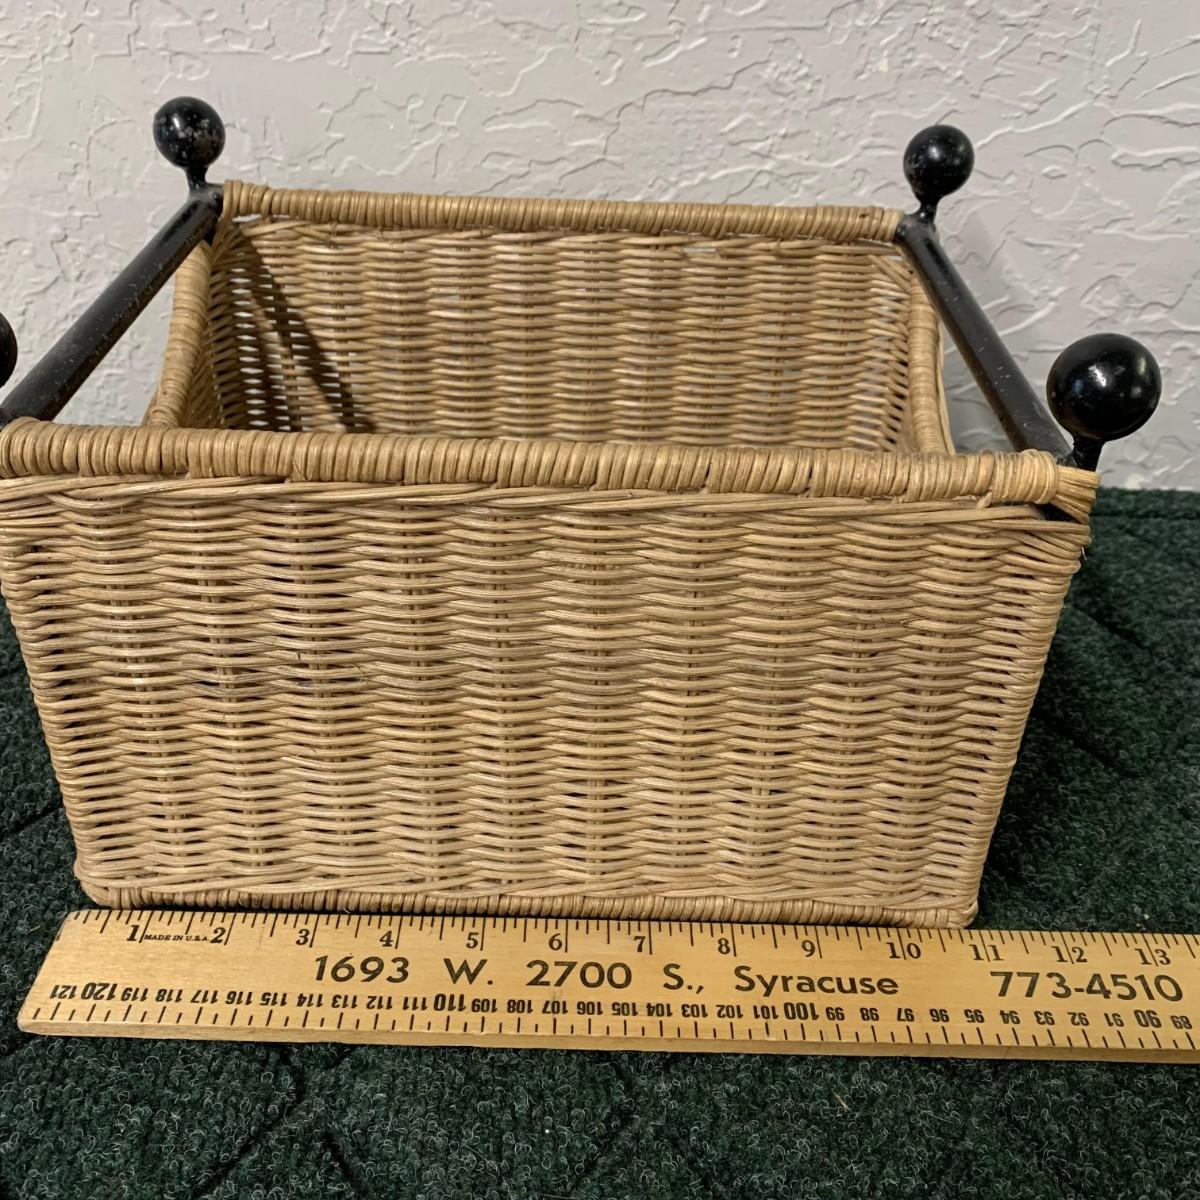 1 MADE IN U.S.A. 2 3 4 5 6 7 8 9 10 11 12 13
1693 W. 2700 S., Syracuse 773-4510
121 120 119 118 117 116 115 114 113 112 111 110 109 108 107 106 105 104 103 102 101 100 99 98 97 96 95 94 93 92 91 90 89